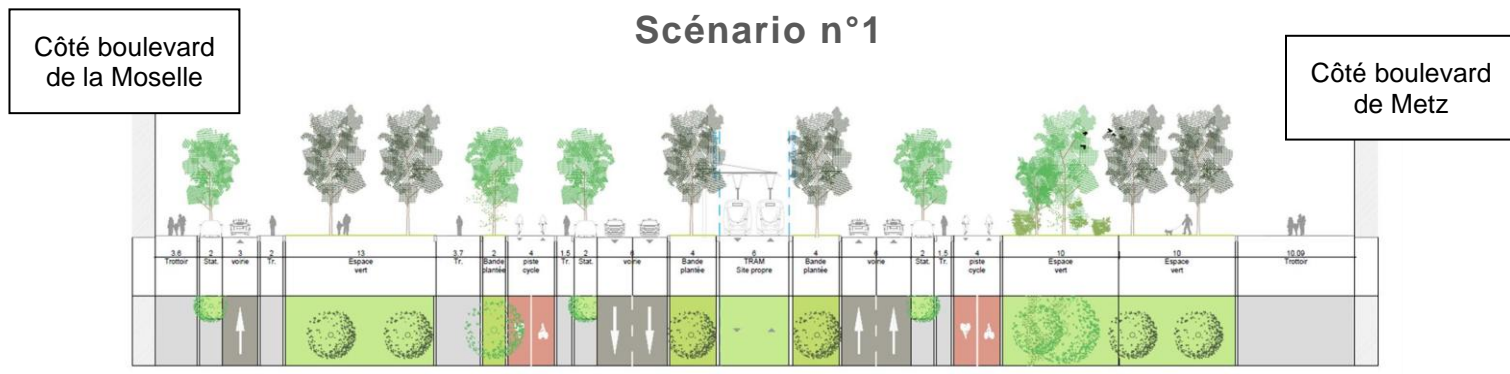 Scénario n°1
Côté boulevard
de la Moselle
Côté boulevard
de Metz
3.6 2 3 2 13 3.7 2 4 1.5 2 6 4 6 4 6 2 1.5 4 10 10 10.09
Trottoir Stat. voirie Tr. Espace Tr. Bande piste Tr. Stat. voirie Bande TRAM Bande voirie Stat. Tr. piste Espace Espace Trottoir
vert plantée cycle plantée Site propre plantée cycle vert vert